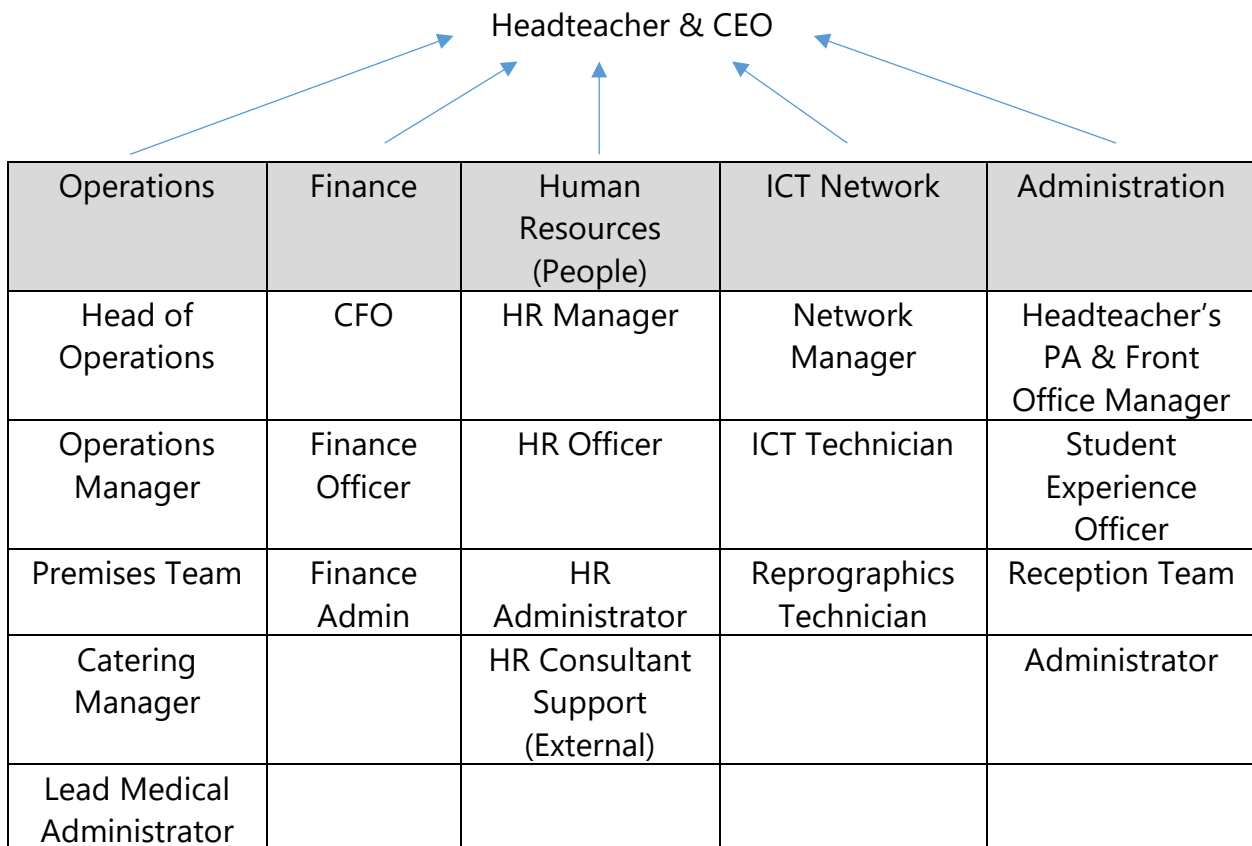 Headteacher & CEO
Operations
Finance
Human
Resources
(People)
ICT Network
Administration
Head of
Operations
CFO
HR Manager
Network
Manager
Headteacher’s
PA & Front
Office Manager
Operations
Manager
Finance
Officer
HR Officer
ICT Technician
Student
Experience
Officer
Premises Team
Finance
Admin
HR
Administrator
Reprographics
Technician
Reception Team
Catering
Manager
HR Consultant
Support
(External)
Administrator
Lead Medical
Administrator